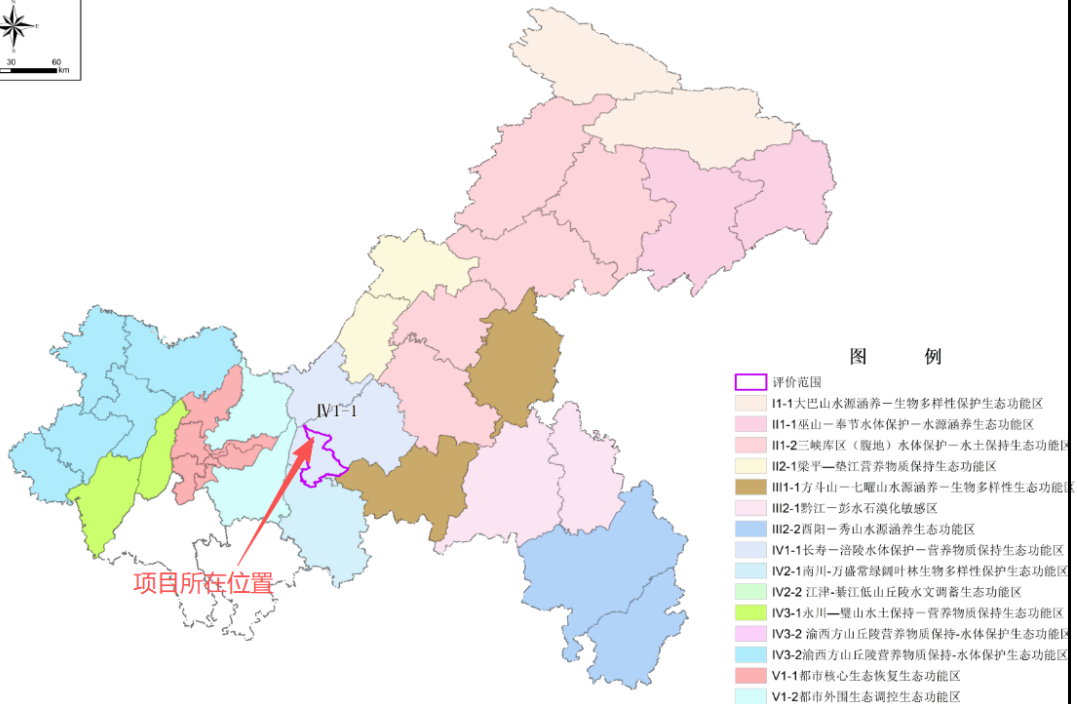 N
E
S
30 60
km
IV1-1
项目所在位置
图 例
评价范围
I1-1大巴山水源涵养－生物多样性保护生态功能区
II1-1巫山－奉节水体保护－水源涵养生态功能区
II1-2三峡库区（腹地）水体保护－水土保持生态功能区
II2-1梁平—垫江营养物质保持生态功能区
III1-1方斗山－七曜山水源涵养－生物多样性生态功能区
III2-1黔江－彭水石漠化敏感区
III2-2酉阳－秀山水源涵养生态功能区
IV1-1长寿－涪陵水体保护－营养物质保持生态功能区
IV2-1南川-万盛常绿阔叶林生物多样性保护生态功能区
IV2-2 江津-綦江低山丘陵水文调蓄生态功能区
IV3-1永川—璧山水土保持－营养物质保持生态功能区
IV3-2 渝西方山丘陵营养物质保持-水体保护生态功能区
IV3-2渝西方山丘陵营养物质保持-水体保护生态功能区
V1-1都市核心生态恢复生态功能区
V1-2都市外围生态调控生态功能区